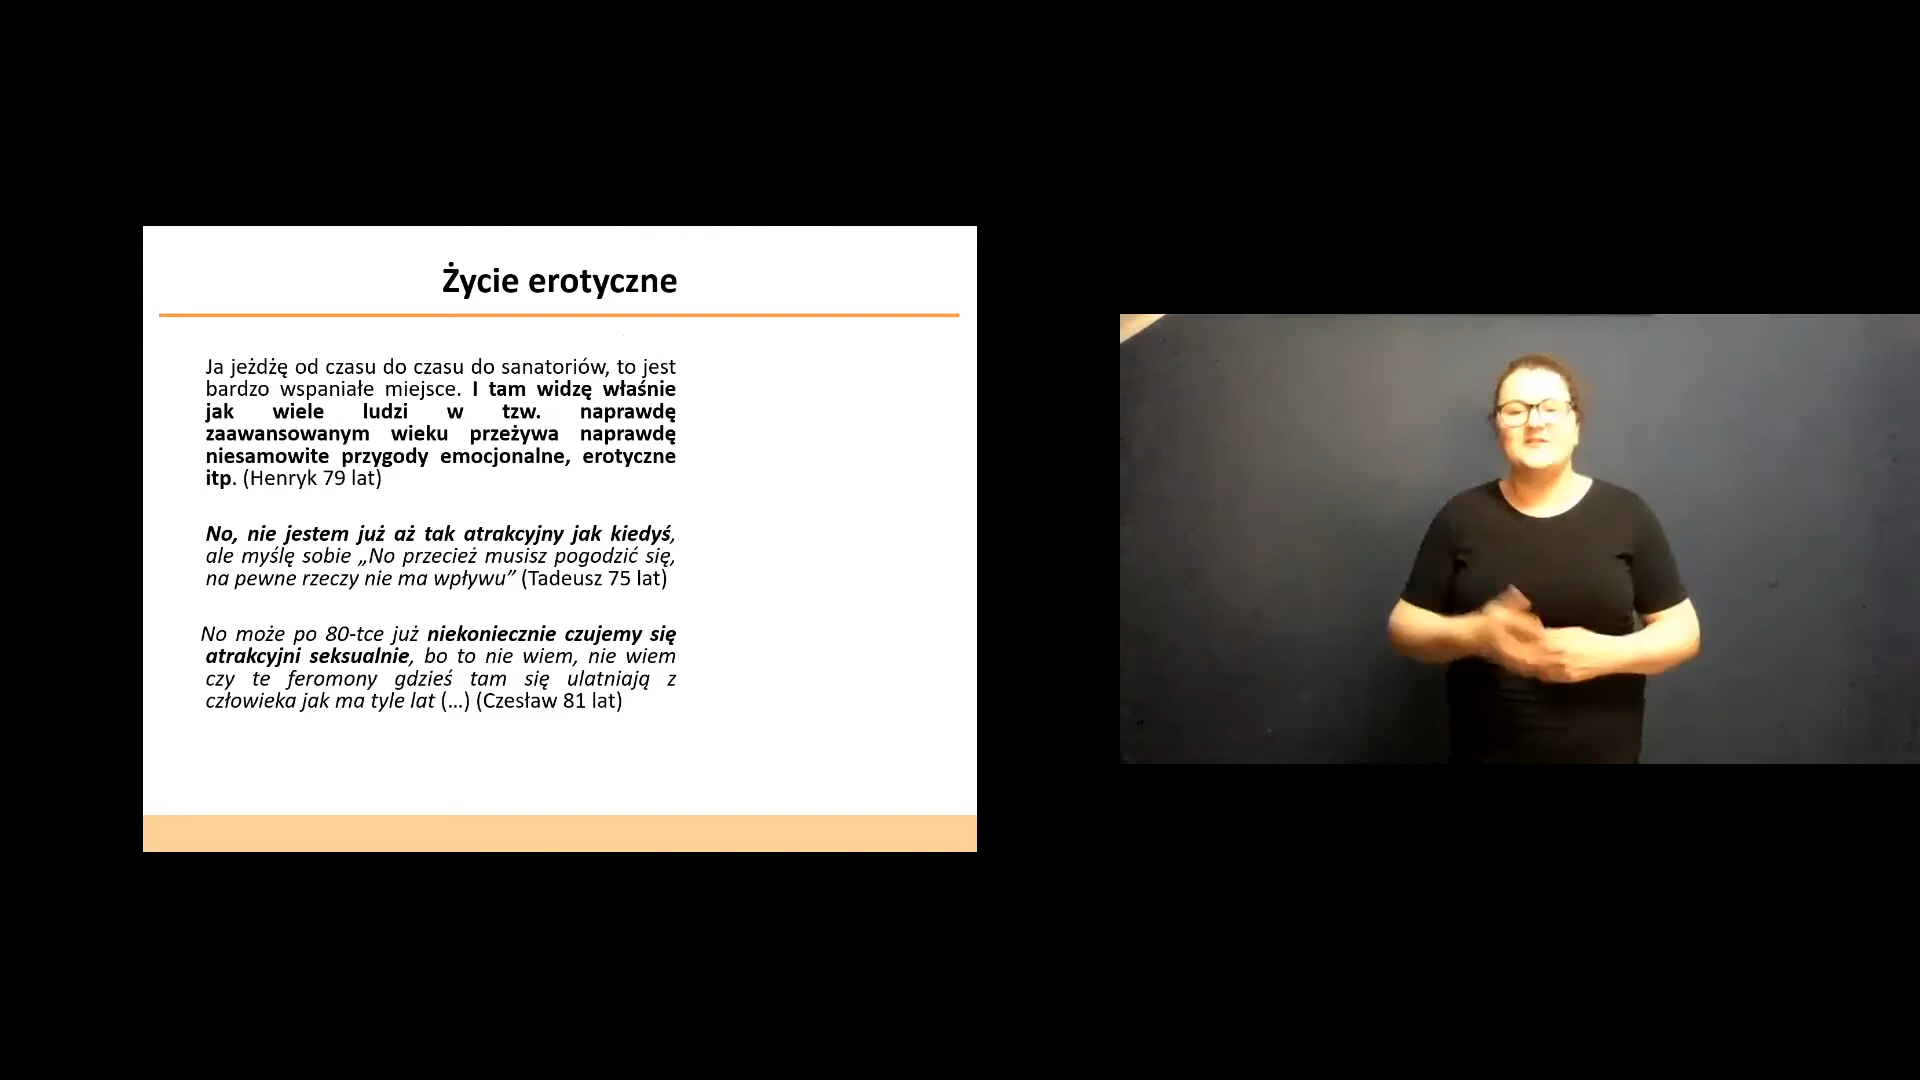 Życie erotyczne
Ja jeżdżę od czasu do czasu do sanatoriów, to jest
bardzo wspaniałe miejsce. I tam widzę właśnie
jak wiele ludzi w tzw. naprawdę
zaawansowanym wieku przeżywa naprawdę
niesamowite przygody emocjonalne, erotyczne
itp. (Henryk 79 lat)
No, nie jestem już aż tak atrakcyjny jak kiedyś,
ale myślę sobie „No przecież musisz pogodzić się,
na pewne rzeczy nie ma wpływu” (Tadeusz 75 lat)
No może po 80-tce już niekoniecznie czujemy się
atrakcyjni seksualnie, bo to nie wiem, nie wiem
czy te feromony gdzieś tam się ulatniają z
człowieka jak ma tyle lat (…) (Czesław 81 lat)